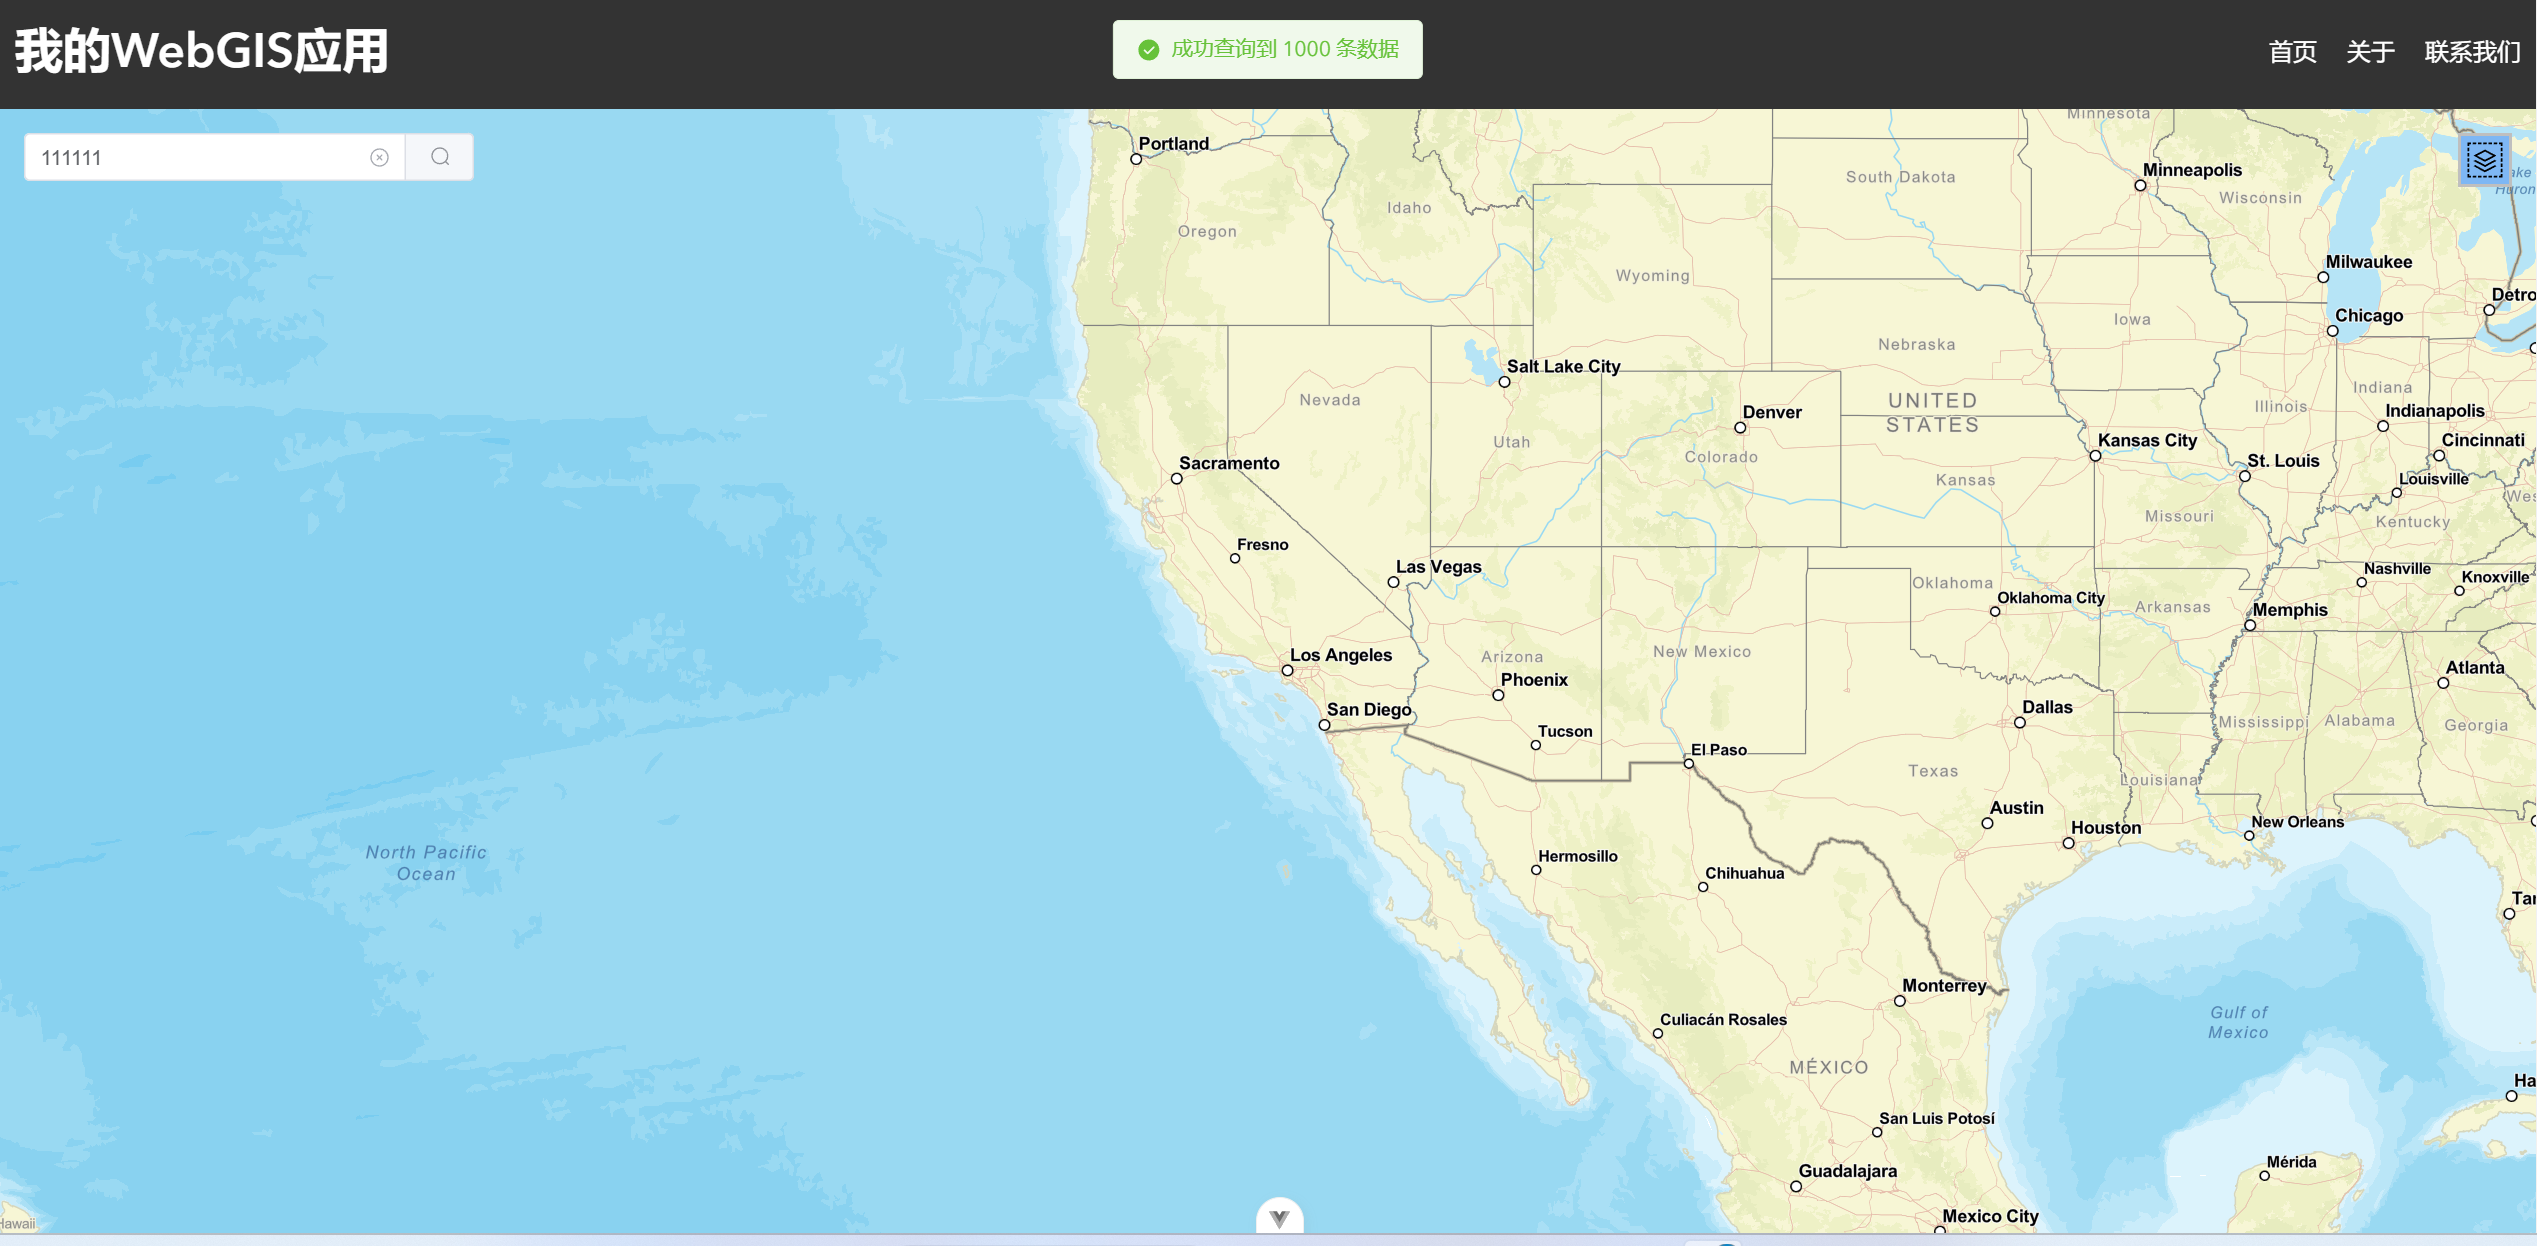 我的WebGIS应用
成功查询到 1000 条数据
首页 关于 联系我们
111111
Minnesota
Portland
Minneapolis
South Dakota
Wisconsin
Huron
Idaho
Oregon
Milwaukee
Wyoming
Detro
Chicago
Iowa
Nebraska
Salt Lake City
Indiana
Nevada
UNITED
STATES
Illinois
Indianapolis
Denver
Utah
Kansas City
Cincinnati
Colorado
Sacramento
St. Louis
Kansas
Louisville
Wes
Missouri
Kentucky
Fresno
Las Vegas
Nashville
Knoxville
Oklahoma
Oklahoma City
Arkansas
Memphis
Los Angeles
Arizona
New Mexico
Atlanta
Phoenix
San Diego
Dallas
Mississippi
Alabama
Georgia
Tucson
El Paso
Texas
Louisiana
Austin
New Orleans
Houston
North Pacific
Ocean
Hermosillo
Chihuahua
Monterrey
Gulf of
Mexico
Culiacán Rosales
MÉXICO
San Luis Potosí
Mérida
Guadalajara
Mexico City
Hawaii